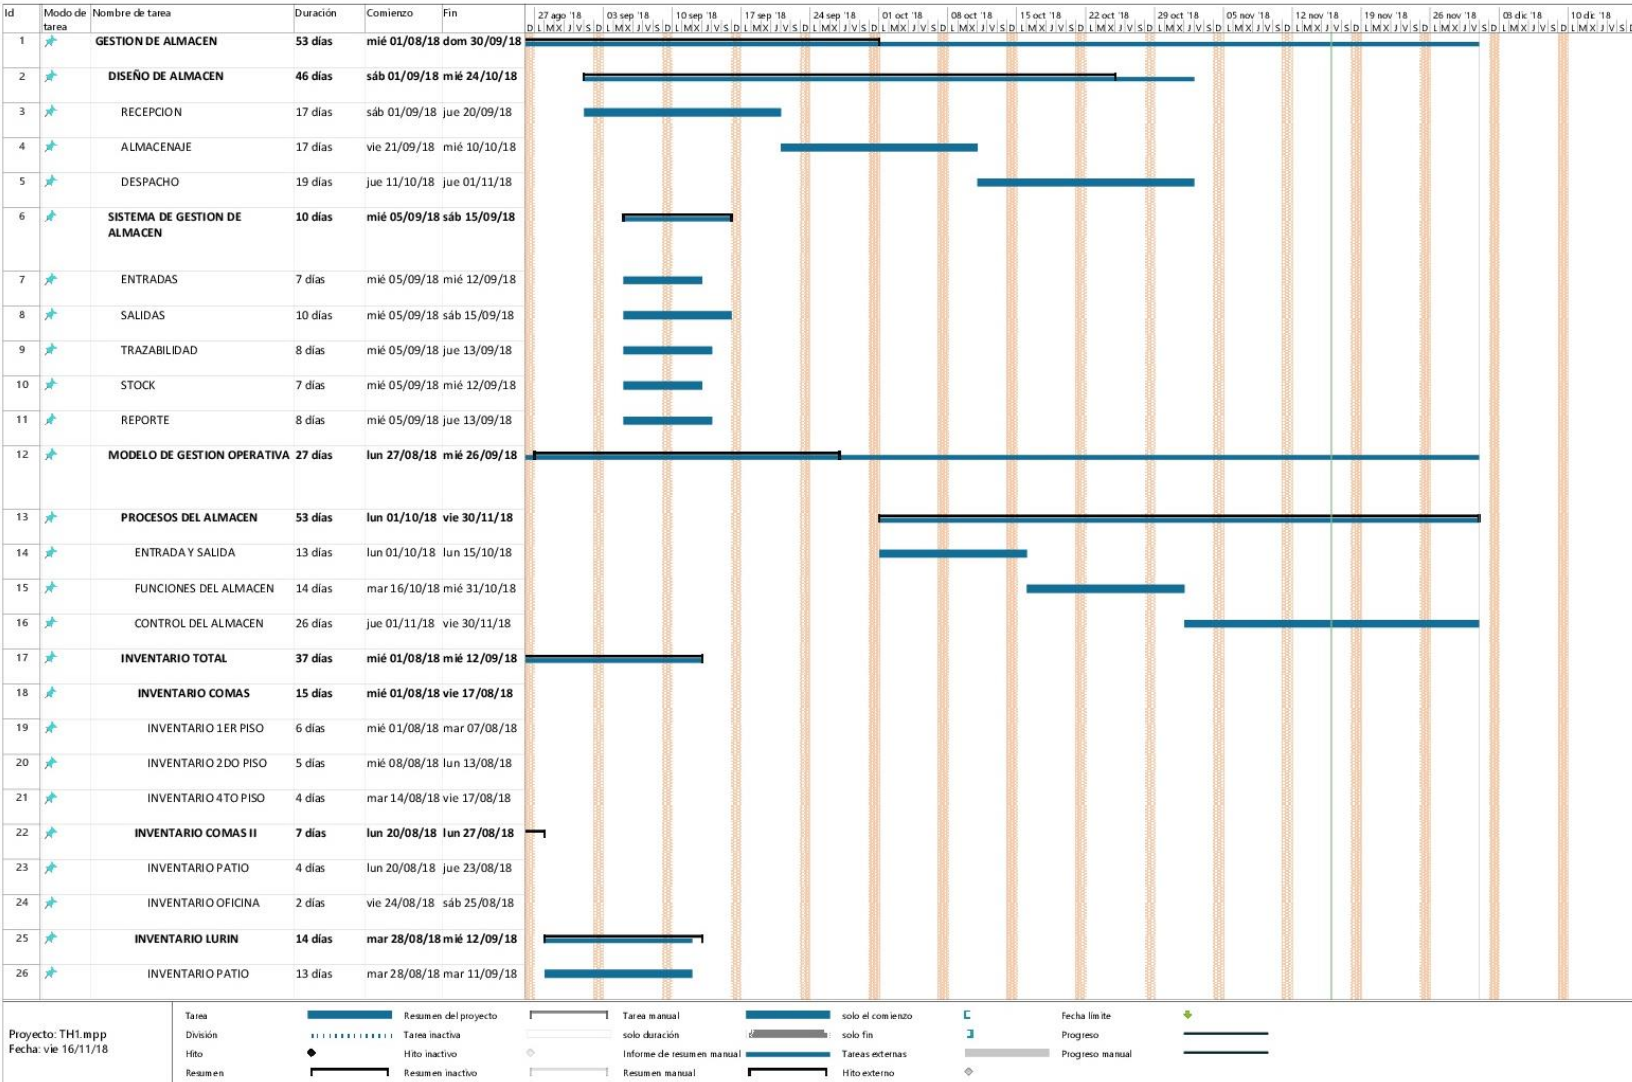 Id Modo de tarea Nombre de tarea Duración Comienzo Fin 27 ago '18 03 sep '18 10 sep '18 17 sep '18 24 sep '18 01 oct '18 08 oct '18 15 oct '18 22 oct '18 29 oct '18 05 nov '18 12 nov '18 19 nov '18 26 nov '18 03 dic '18 10 dic '18
D L M X J V S D L M X J V S D L M X J V S D L M X J V S D L M X J V S D L M X J V S D L M X J V S D L M X J V S D L M X J V S D L M X J V S D L M X J V S D L M X J V S D L M X J V S D L M X J V S D L M X J V S D L M X J V S D
1 GESTION DE ALMACEN 53 días mié 01/08/18 dom 30/09/18
2 DISEÑO DE ALMACEN 46 días sáb 01/09/18 mié 24/10/18
3 RECEPCION 17 días sáb 01/09/18 jue 20/09/18
4 ALMACENAJE 17 días vie 21/09/18 mié 10/10/18
5 DESPACHO 19 días jue 11/10/18 jue 01/11/18
6 SISTEMA DE GESTION DE 10 días mié 05/09/18 sáb 15/09/18
ALMACEN
7 ENTRADAS 7 días mié 05/09/18 mié 12/09/18
8 SALIDAS 10 días mié 05/09/18 sáb 15/09/18
9 TRAZABILIDAD 8 días mié 05/09/18 jue 13/09/18
10 STOCK 7 días mié 05/09/18 mié 12/09/18
11 REPORTE 8 días mié 05/09/18 jue 13/09/18
12 MODELO DE GESTION OPERATIVA 27 días lun 27/08/18 mié 26/09/18
13 PROCESOS DEL ALMACEN 53 días lun 01/10/18 vie 30/11/18
14 ENTRADA Y SALIDA 13 días lun 01/10/18 lun 15/10/18
15 FUNCIONES DEL ALMACEN 14 días mar 16/10/18 mié 31/10/18
16 CONTROL DEL ALMACEN 26 días jue 01/11/18 vie 30/11/18
17 INVENTARIO TOTAL 37 días mié 01/08/18 mié 12/09/18
18 INVENTARIO COMAS 15 días mié 01/08/18 vie 17/08/18
19 INVENTARIO 1ER PISO 6 días mié 01/08/18 mar 07/08/18
20 INVENTARIO 2DO PISO 5 días mié 08/08/18 lun 13/08/18
21 INVENTARIO 4TO PISO 4 días mar 14/08/18 vie 17/08/18
22 INVENTARIO COMAS II 7 días lun 20/08/18 lun 27/08/18
23 INVENTARIO PATIO 4 días lun 20/08/18 jue 23/08/18
24 INVENTARIO OFICINA 2 días vie 24/08/18 sáb 25/08/18
25 INVENTARIO LURIN 14 días mar 28/08/18 mié 12/09/18
26 INVENTARIO PATIO 13 días mar 28/08/18 mar 11/09/18
Proyecto: TH1.mpp
Fecha: vie 16/11/18
Tarea Resumen del proyecto Tarea manual solo el comienzo Fecha límite
División Tarea inactiva solo duración solo fin Progreso
Hito Hito inactivo Informe de resumen manual Tareas externas Progreso manual
Resumen Resumen inactivo Resumen manual Hito externo